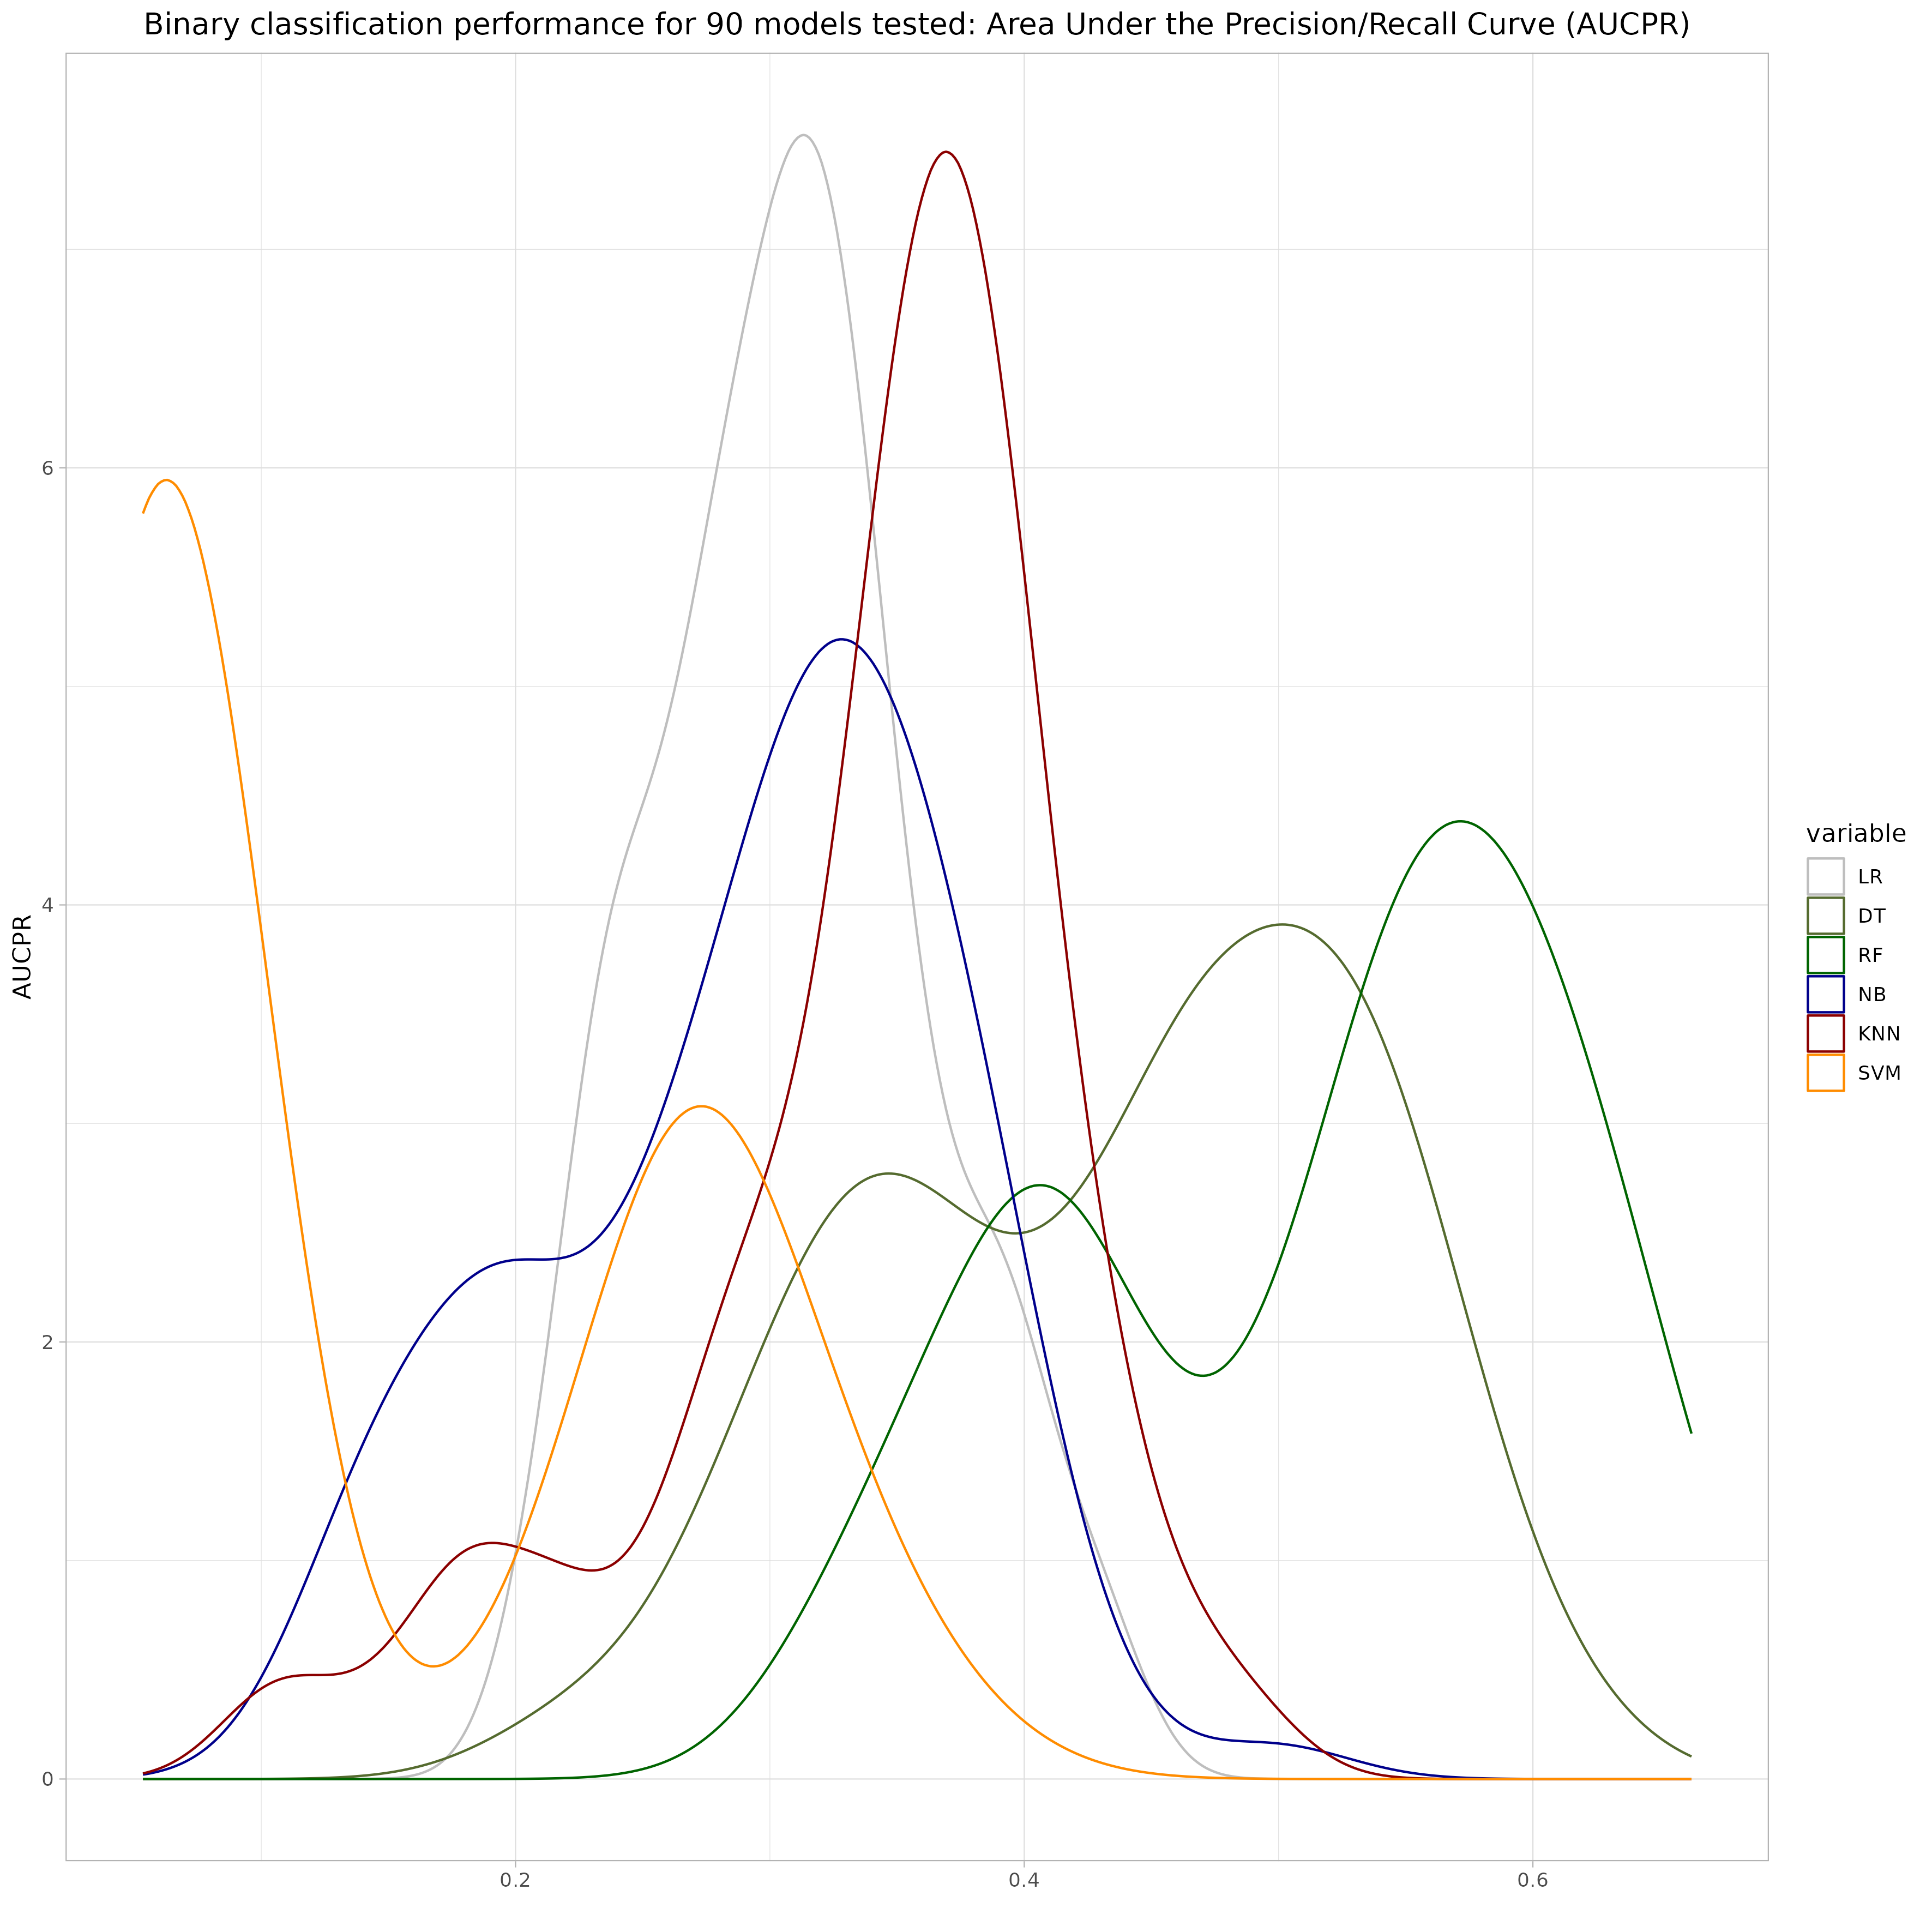 Binary classification performance for 90 models tested: Area Under the Precision/Recall Curve (AUCPR)
AUCPR
6
4
2
0
0.2
0.4
0.6
variable
LR
DT
RF
NB
KNN
SVM